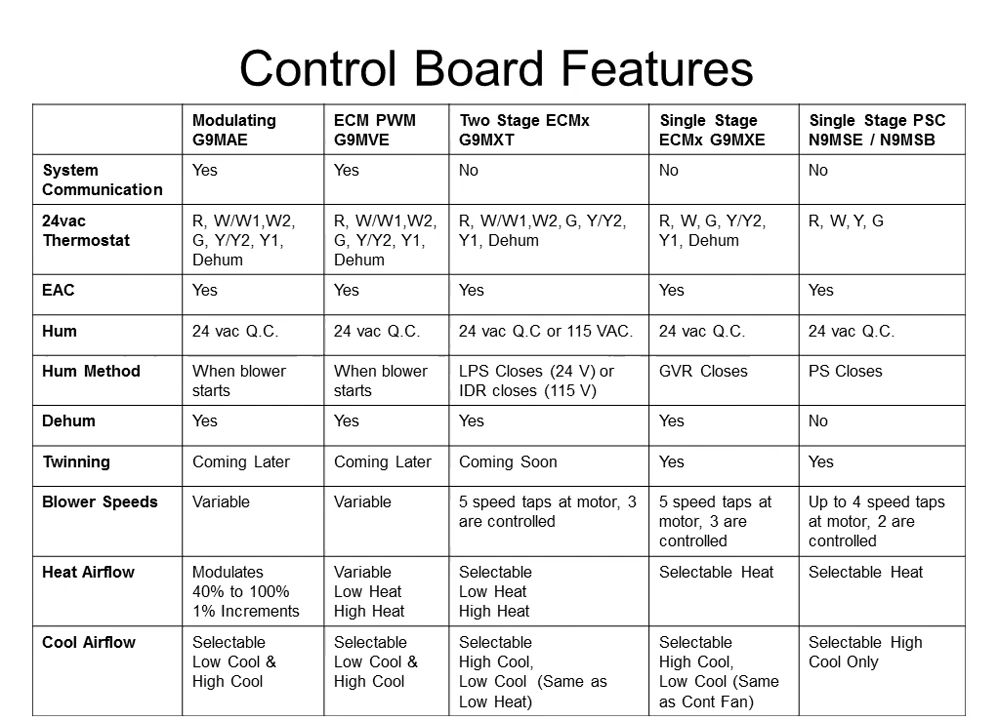 Control Board Features
Modulating G9MAE | ECM PWM G9MVE | Two Stage ECMx G9MXT | Single Stage ECMx G9MXE | Single Stage PSC N9MSE / N9MSB
System Communication | Yes | Yes | No | No | No
24vac Thermostat | R, W/W1,W2, G, Y/Y2, Y1, Dehum | R, W/W1,W2, G, Y/Y2, Y1, Dehum | R, W/W1,W2, G, Y/Y2, Y1, Dehum | R, W, G, Y/Y2, Y1, Dehum | R, W, Y, G
EAC | Yes | Yes | Yes | Yes | Yes
Hum | 24 vac Q.C. | 24 vac Q.C. | 24 vac Q.C or 115 VAC. | 24 vac Q.C. | 24 vac Q.C.
Hum Method | When blower starts | When blower starts | LPS Closes (24 V) or IDR closes (115 V) | GVR Closes | PS Closes
Dehum | Yes | Yes | Yes | Yes | No
Twinning | Coming Later | Coming Later | Coming Soon | Yes | Yes
Blower Speeds | Variable | Variable | 5 speed taps at motor, 3 are controlled | 5 speed taps at motor, 3 are controlled | Up to 4 speed taps at motor, 2 are controlled
Heat Airflow | Modulates 40% to 100% 1% Increments | Variable Low Heat High Heat | Selectable Low Heat High Heat | Selectable Heat | Selectable Heat
Cool Airflow | Selectable Low Cool & High Cool | Selectable Low Cool & High Cool | Selectable High Cool, Low Cool (Same as Low Heat) | Selectable High Cool, Low Cool (Same as Cont Fan) | Selectable High Cool Only